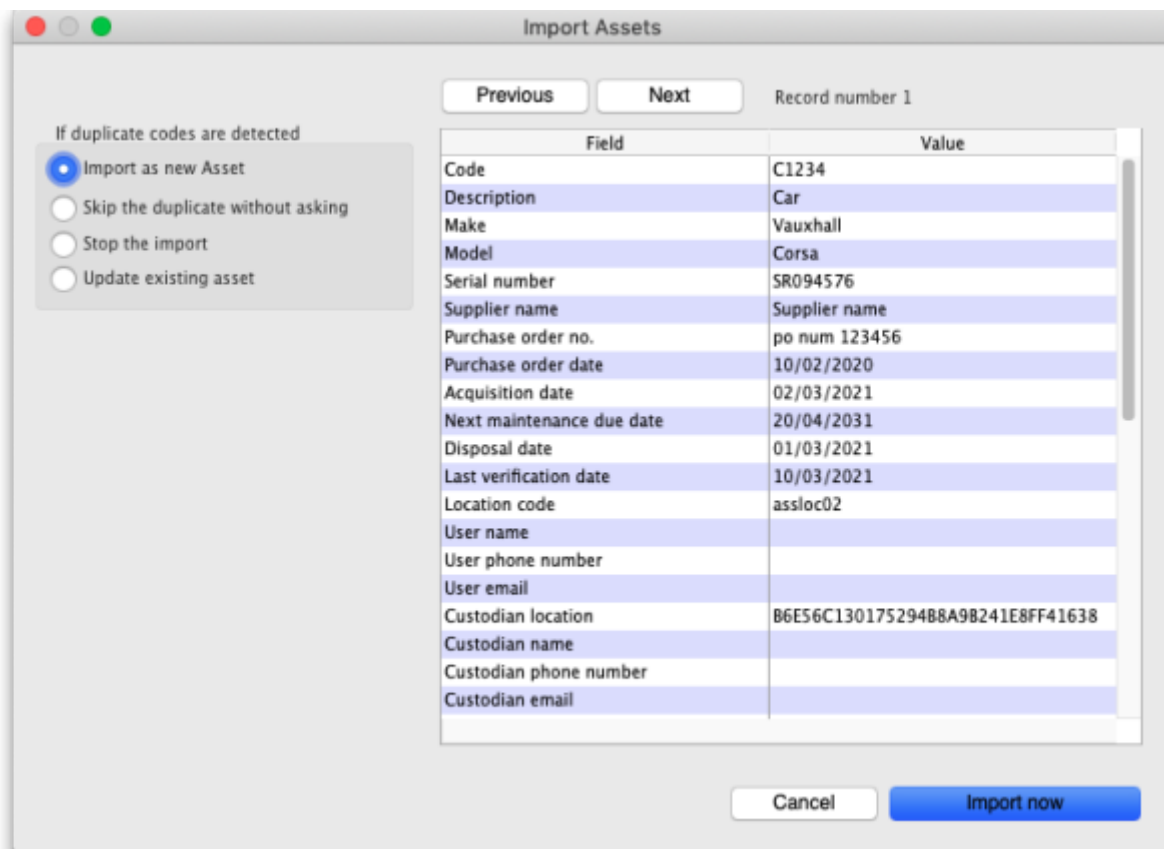 Import Assets
Previous Next Record number 1
If duplicate codes are detected
Import as new Asset
Skip the duplicate without asking
Stop the import
Update existing asset
Field Value
Code C1234
Description Car
Make Vauxhall
Model Corsa
Serial number SR094576
Supplier name Supplier name
Purchase order no. po num 123456
Purchase order date 10/02/2020
Acquisition date 02/03/2021
Next maintenance due date 20/04/2031
Disposal date 01/03/2021
Last verification date 10/03/2021
Location code assloc02
User name
User phone number
User email
Custodian location B6E56C130175294B8A9B241E8FF41638
Custodian name
Custodian phone number
Custodian email
Cancel Import now